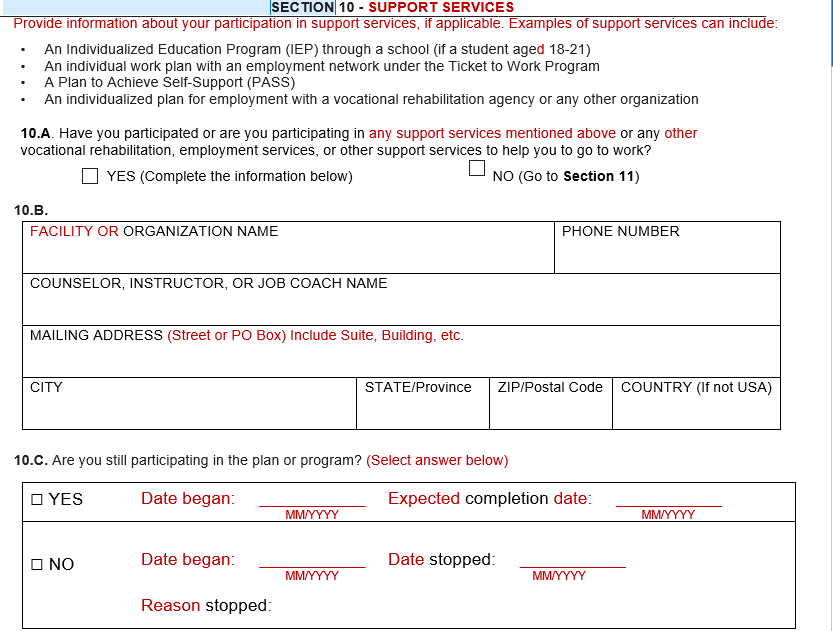 SECTION 10 - SUPPORT SERVICES
Provide information about your participation in support services, if applicable. Examples of support services can include:
• An Individualized Education Program (IEP) through a school (if a student aged 18-21)
• An individual work plan with an employment network under the Ticket to Work Program
• A Plan to Achieve Self-Support (PASS)
• An individualized plan for employment with a vocational rehabilitation agency or any other organization
10.A. Have you participated or are you participating in any support services mentioned above or any other
vocational rehabilitation, employment services, or other support services to help you to go to work?
☐ YES (Complete the information below) ☐ NO (Go to Section 11)
10.B.
FACILITY OR ORGANIZATION NAME PHONE NUMBER
COUNSELOR, INSTRUCTOR, OR JOB COACH NAME
MAILING ADDRESS (Street or PO Box) Include Suite, Building, etc.
CITY STATE/Province ZIP/Postal Code COUNTRY (If not USA)
10.C. Are you still participating in the plan or program? (Select answer below)
☐ YES Date began: ____________ Expected completion date: ____________
MM/YYYY MM/YYYY
☐ NO Date began: ____________ Date stopped: ____________
MM/YYYY MM/YYYY
Reason stopped: